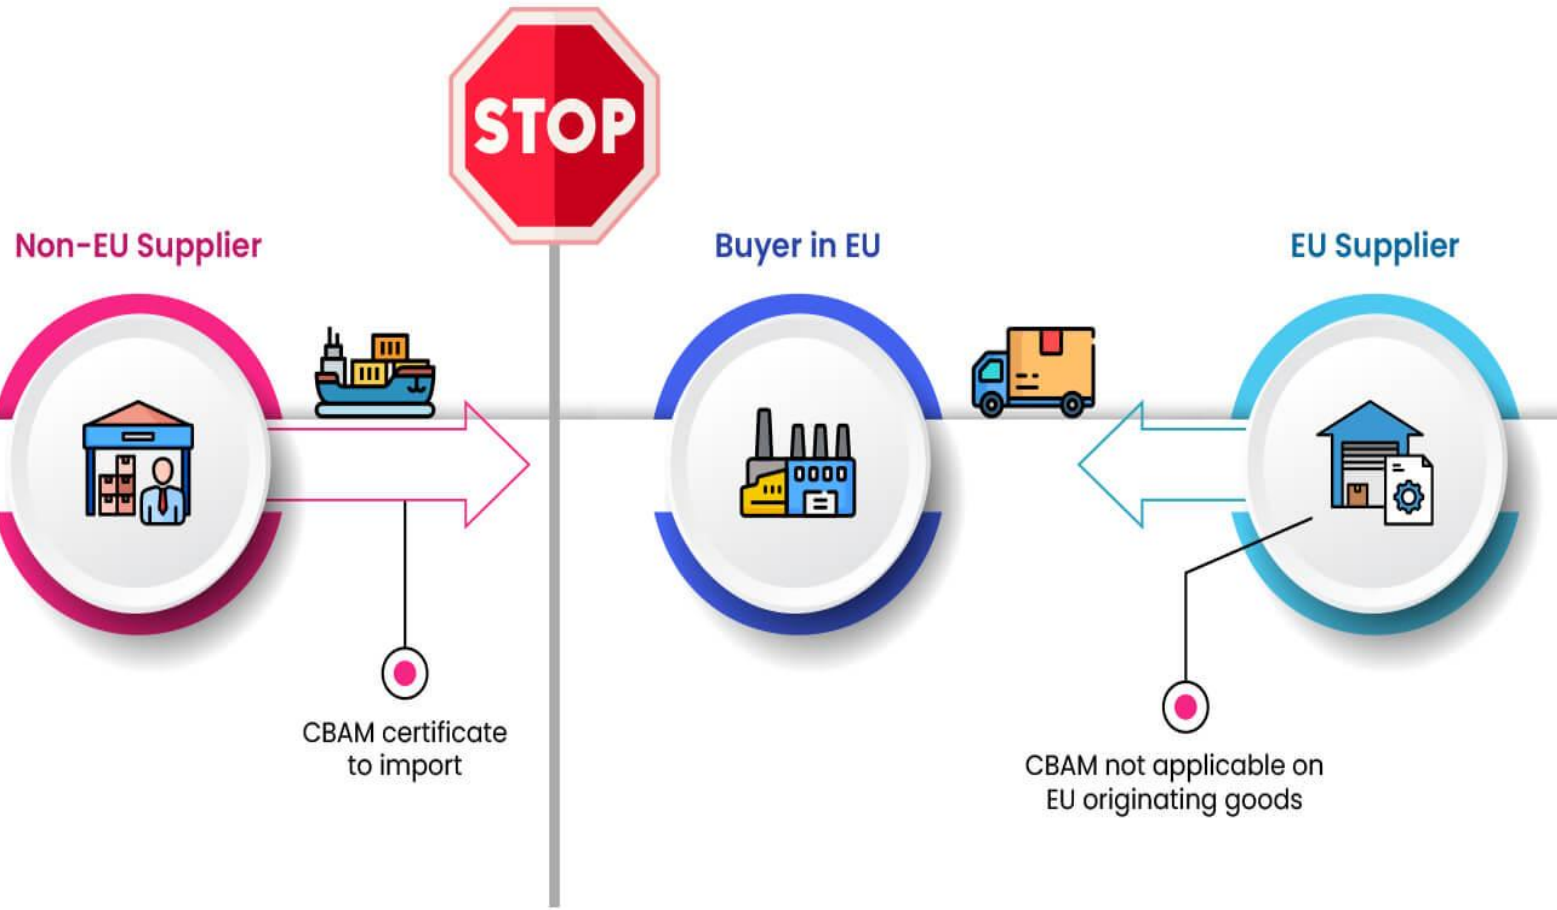 STOP
Non-EU Supplier
Buyer in EU
EU Supplier
CBAM certificate
to import
CBAM not applicable on
EU originating goods